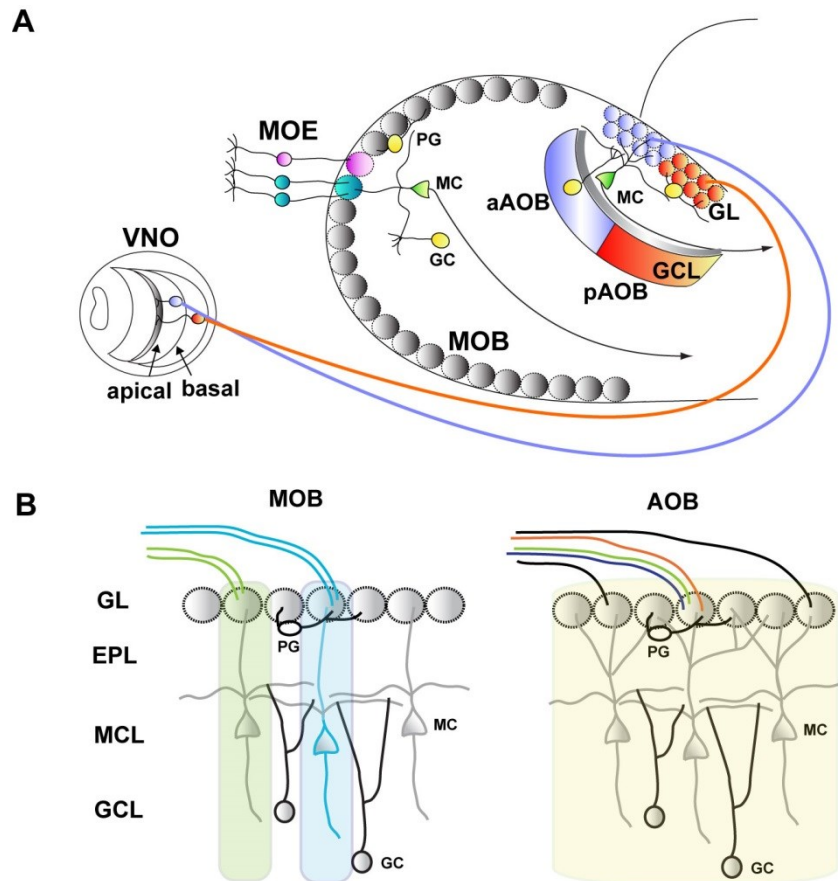 A
MOE
PG
MC
GC
VNO
apical
basal
MOB
aAOB
pAOB
MC
GL
GCL
B
MOB
AOB
GL
EPL
MCL
GCL
PG
MC
GC
PG
MC
GC